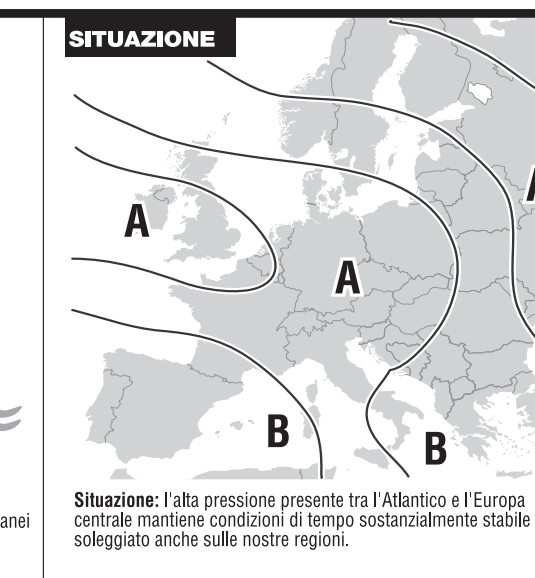 SITUAZIONE
A
A
A
B
B
Situazione: l'alta pressione presente tra l'Atlantico e l'Europa
centrale mantiene condizioni di tempo sostanzialmente stabile
soleggiato anche sulle nostre regioni.
anei